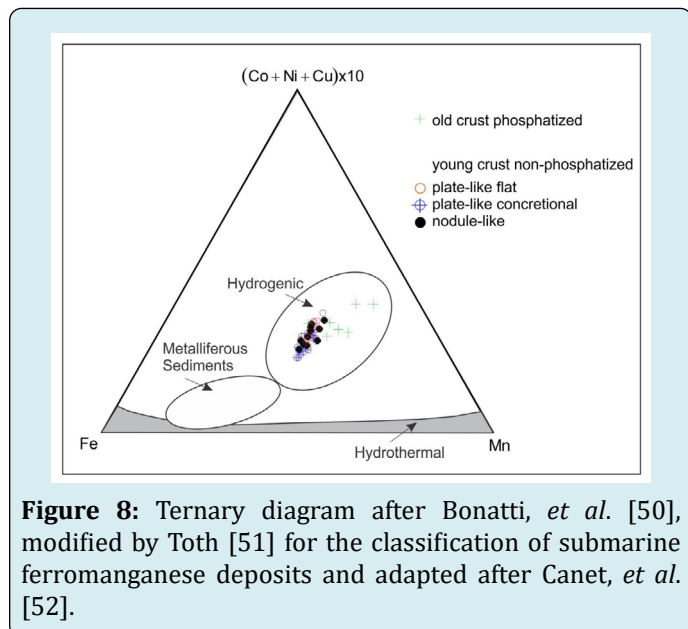 (Co + Ni + Cu)x10
old crust phosphatized
young crust non-phosphatized
plate-like flat
plate-like concretional
nodule-like
Hydrogenic
Metalliferous
Sediments
Fe
Mn
Hydrothermal
Figure 8: Ternary diagram after Bonatti, et al. [50],
modified by Toth [51] for the classification of submarine
ferromanganese deposits and adapted after Canet, et al.
[52].